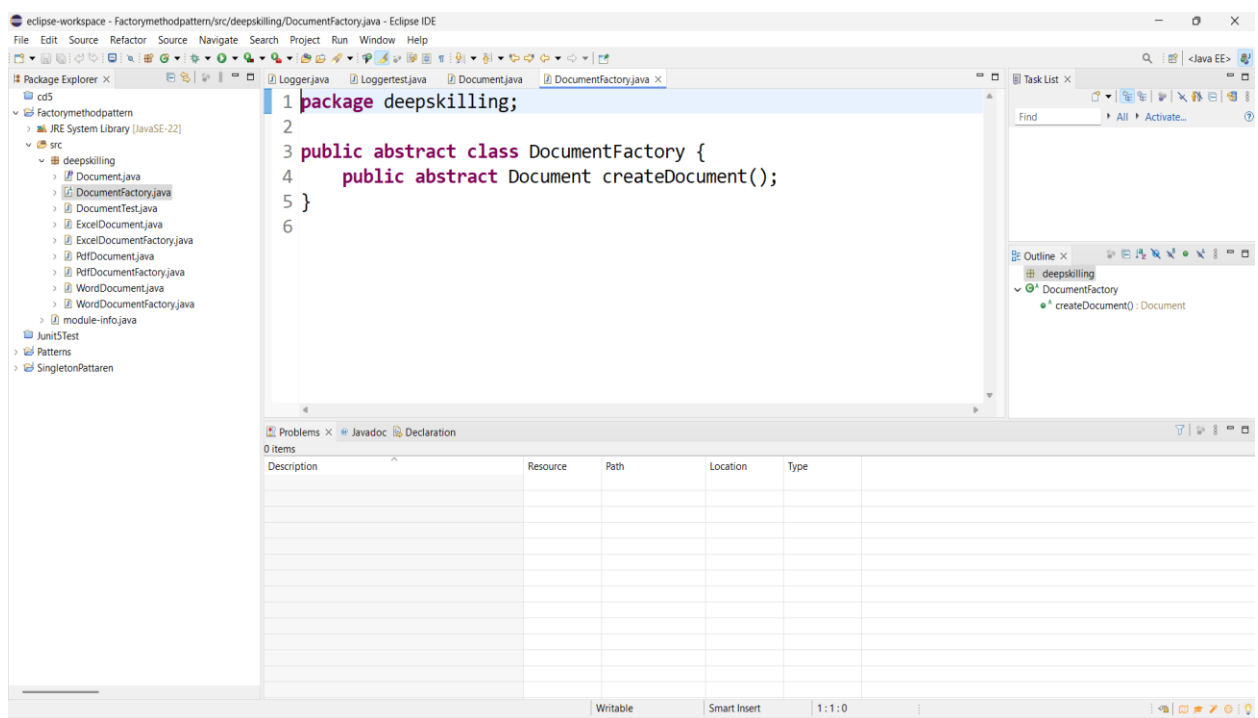 eclipse-workspace - Factorymethodpattern/src/deepskilling/DocumentFactory.java - Eclipse IDE
File Edit Source Refactor Source Navigate Search Project Run Window Help
<Java EE>
Package Explorer
cd5
Factorymethodpattern
JRE System Library [JavaSE-22]
src
deepskilling
Document.java
DocumentFactory.java
DocumentTest.java
ExcelDocument.java
ExcelDocumentFactory.java
PdfDocument.java
PdfDocumentFactory.java
WordDocument.java
WordDocumentFactory.java
module-info.java
Junit5Test
Patterns
SingletonPattaren
Logger.java Loggertest.java Document.java DocumentFactory.java
1 package deepskilling;
2
3 public abstract class DocumentFactory {
4     public abstract Document createDocument();
5 }
6
Task List
Find All Activate...
Outline
deepskilling
DocumentFactory
createDocument() : Document
Problems Javadoc Declaration
0 items
Description Resource Path Location Type
Writable Smart Insert 1 : 1 : 0